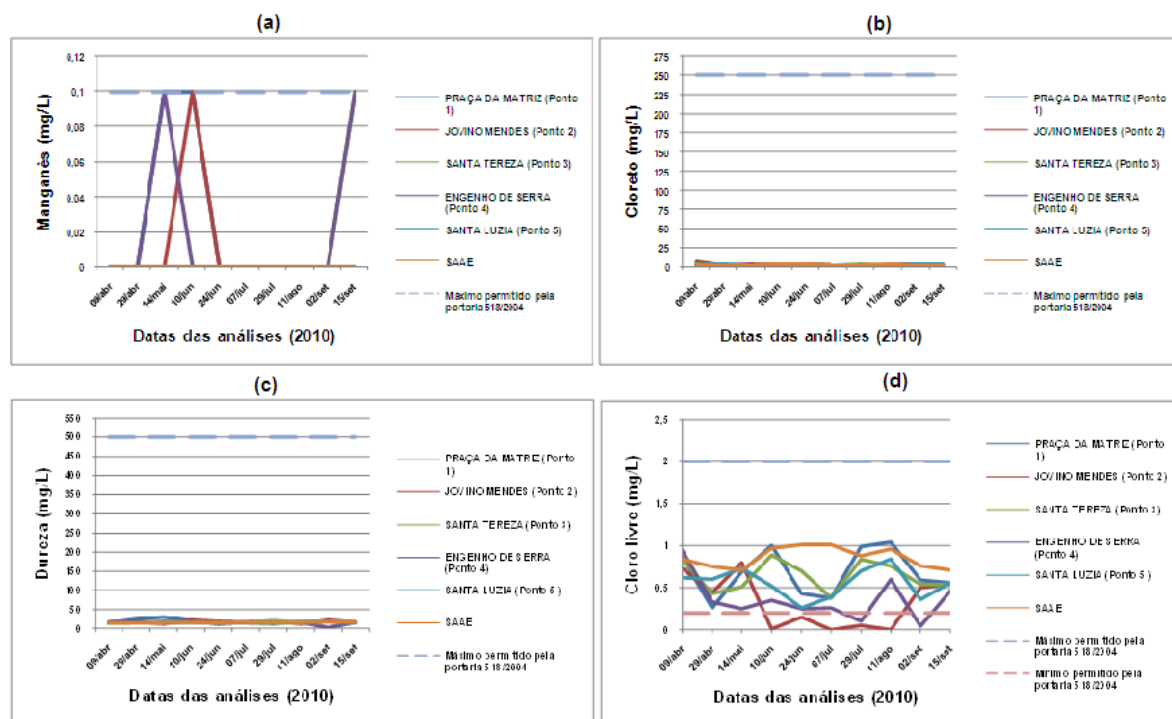 (a)
Manganês (mg/L)
0,12
0,1
0,08
0,06
0,04
0,02
0
09/abr
29/abr
14/mai
10/jun
24/jun
07/jul
29/jul
11/ago
02/set
15/set
Datas das análises (2010)
PRAÇA DA MATRIZ (Ponto
1)
JOVINO MENDES (Ponto 2)
SANTA TEREZA (Ponto 3)
ENGENHO DE SERRA
(Ponto 4)
SANTA LUZIA (Ponto 5)
SAAE
Máximo permitido pela
portaria 518/2004
(b)
Cloreto (mg/L)
275
250
225
200
175
150
125
100
75
50
25
0
09/abr
29/abr
14/mai
10/jun
24/jun
07/jul
29/jul
11/ago
02/set
15/set
Datas das análises (2010)
PRAÇA DA MATRIZ (Ponto
1)
JOVINO MENDES (Ponto 2)
SANTA TEREZA (Ponto 3)
ENGENHO DE SERRA
(Ponto 4)
SANTA LUZIA (Ponto 5)
SAAE
Máximo permitido pela
portaria 518/2004
(c)
Dureza (mg/L)
550
500
450
400
350
300
250
200
150
100
50
0
09/abr
29/abr
14/mai
10/jun
24/jun
07/jul
29/jul
11/ago
02/set
15/set
Datas das análises (2010)
PRAÇA DA MATRIZ (Ponto
1)
JOVINO MENDES (Ponto 2)
SANTA TEREZA (Ponto 3)
ENGENHO DE SERRA
(Ponto 4)
SANTA LUZIA (Ponto 5)
SAAE
Máximo permitido pela
portaria 518/2004
(d)
Cloro livre (mg/L)
2,5
2
1,5
1
0,5
0
09/abr
29/abr
14/mai
10/jun
24/jun
07/jul
29/jul
11/ago
02/set
15/set
Datas das análises (2010)
PRAÇA DA MATRIZ (Ponto
1)
JOVINO MENDES (Ponto 2)
SANTA TEREZA (Ponto 3)
ENGENHO DE SERRA
(Ponto 4)
SANTA LUZIA (Ponto 5)
SAAE
Máximo permitido pela
portaria 518/2004
Mínimo permitido pela
portaria 518/2004